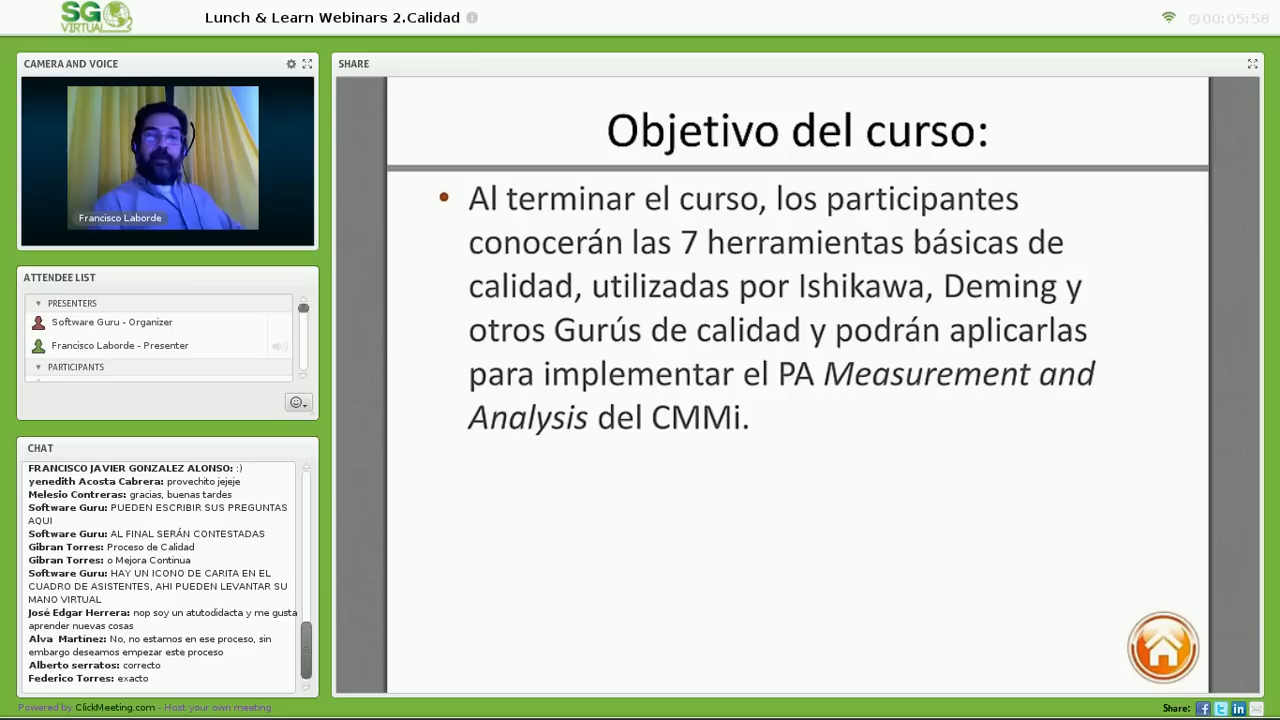 SG
VIRTUAL
Lunch & Learn Webinars 2.Calidad
00:05:58
CAMERA AND VOICE
Francisco Laborde
ATTENDEE LIST
PRESENTERS
Software Guru - Organizer
Francisco Laborde - Presenter
PARTICIPANTS
CHAT
FRANCISCO JAVIER GONZALEZ ALONSO: :)
yenedith Acosta Cabrera: provechito jejeje
Melesio Contreras: gracias, buenas tardes
Software Guru: PUEDEN ESCRIBIR SUS PREGUNTAS
AQUI
Software Guru: AL FINAL SERÁN CONTESTADAS
Gibran Torres: Proceso de Calidad
Gibran Torres: o Mejora Continua
Software Guru: HAY UN ICONO DE CARITA EN EL
CUADRO DE ASISTENTES, AHI PUEDEN LEVANTAR SU
MANO VIRTUAL
José Edgar Herrera: nop soy un atutodidacta y me gusta
aprender nuevas cosas
Alva Martínez: No, no estamos en ese proceso, sin
embargo deseamos empezar este proceso
Alberto serratos: correcto
Federico Torres: exacto
SHARE
Objetivo del curso:
• Al terminar el curso, los participantes
conocerán las 7 herramientas básicas de
calidad, utilizadas por Ishikawa, Deming y
otros Gurús de calidad y podrán aplicarlas
para implementar el PA Measurement and
Analysis del CMMi.
Powered by ClickMeeting.com - Host your own meeting
Share: